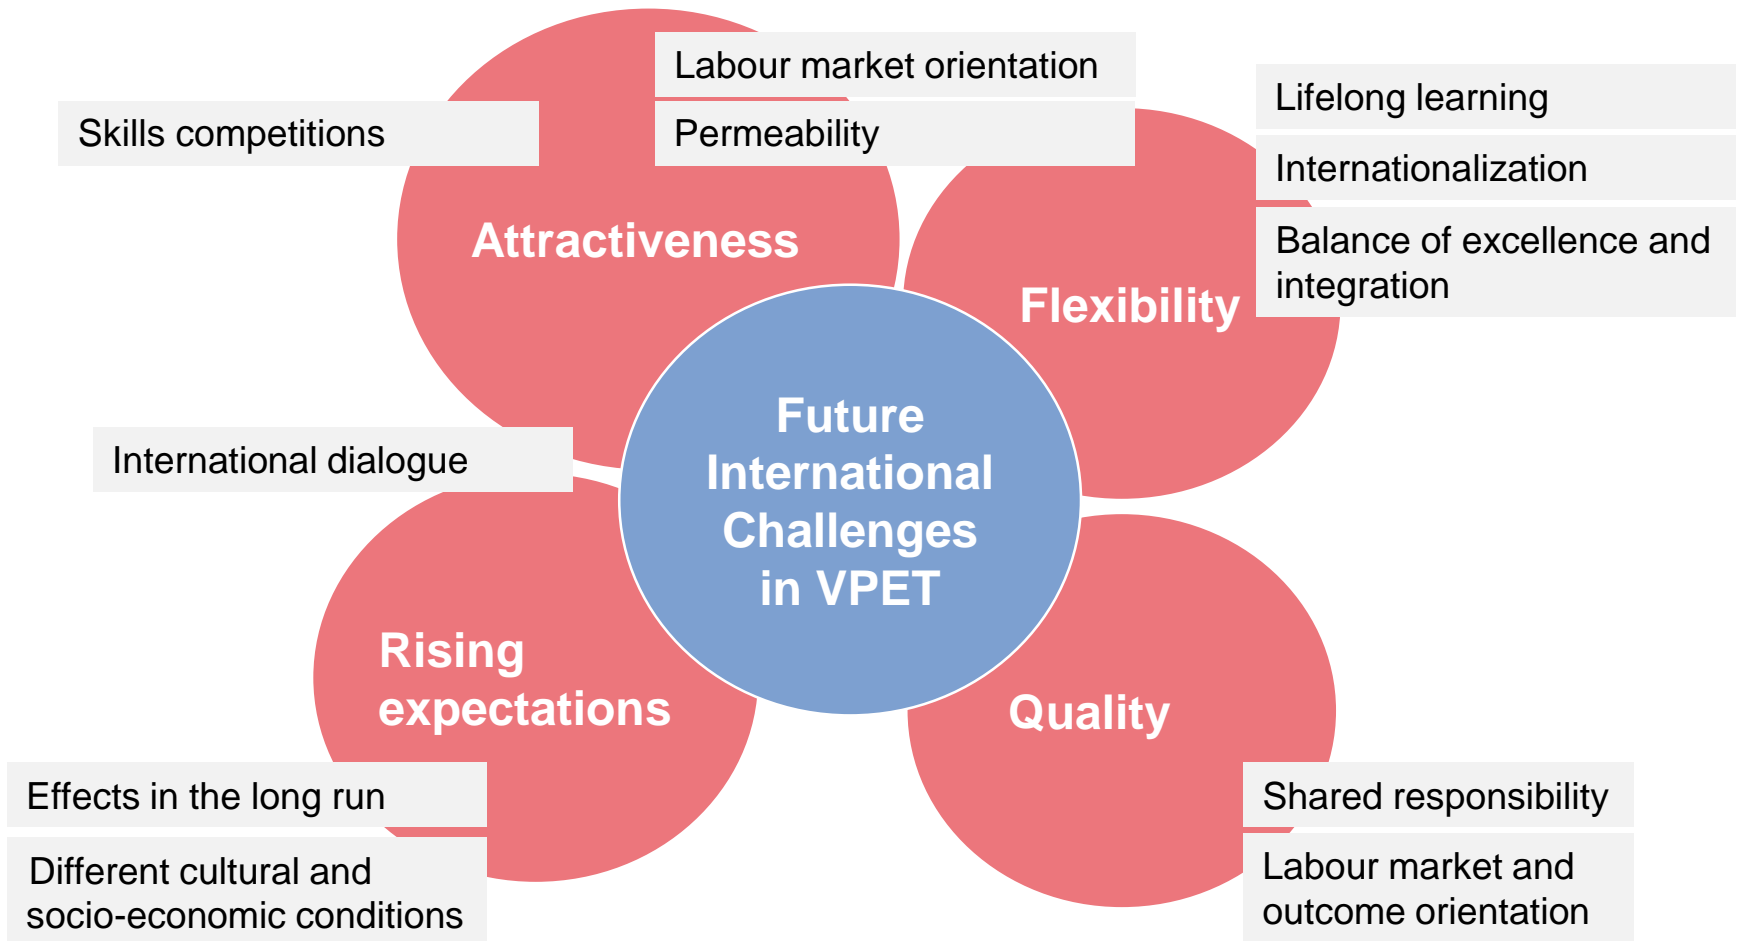 Labour market orientation
Permeability
Skills competitions
Lifelong learning
Internationalization
Balance of excellence and
integration
Attractiveness
Flexibility
Future
International
Challenges
in VPET
International dialogue
Rising
expectations
Quality
Effects in the long run
Different cultural and
socio-economic conditions
Shared responsibility
Labour market and
outcome orientation